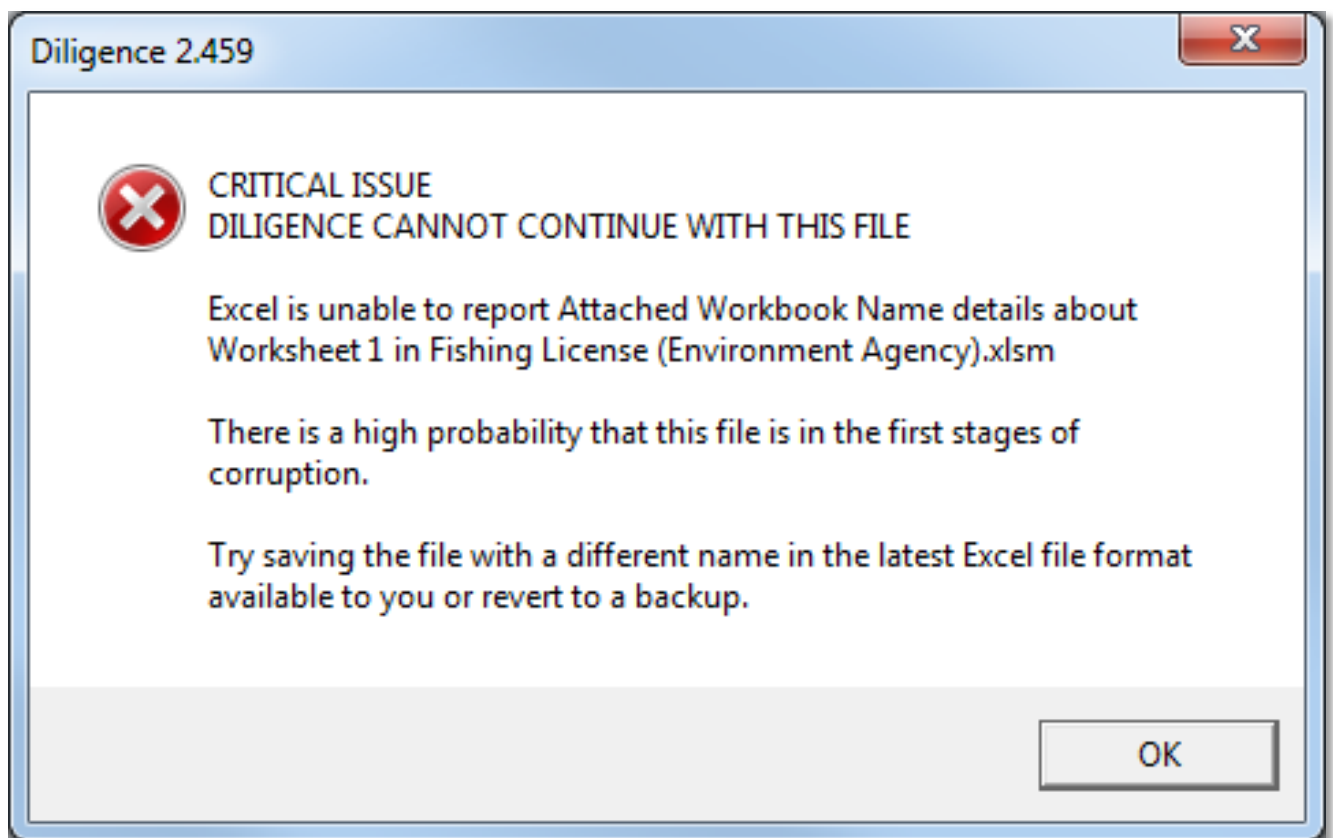 Diligence 2.459
CRITICAL ISSUE
DILIGENCE CANNOT CONTINUE WITH THIS FILE
Excel is unable to report Attached Workbook Name details about
Worksheet 1 in Fishing License (Environment Agency).xlsm
There is a high probability that this file is in the first stages of
corruption.
Try saving the file with a different name in the latest Excel file format
available to you or revert to a backup.
OK